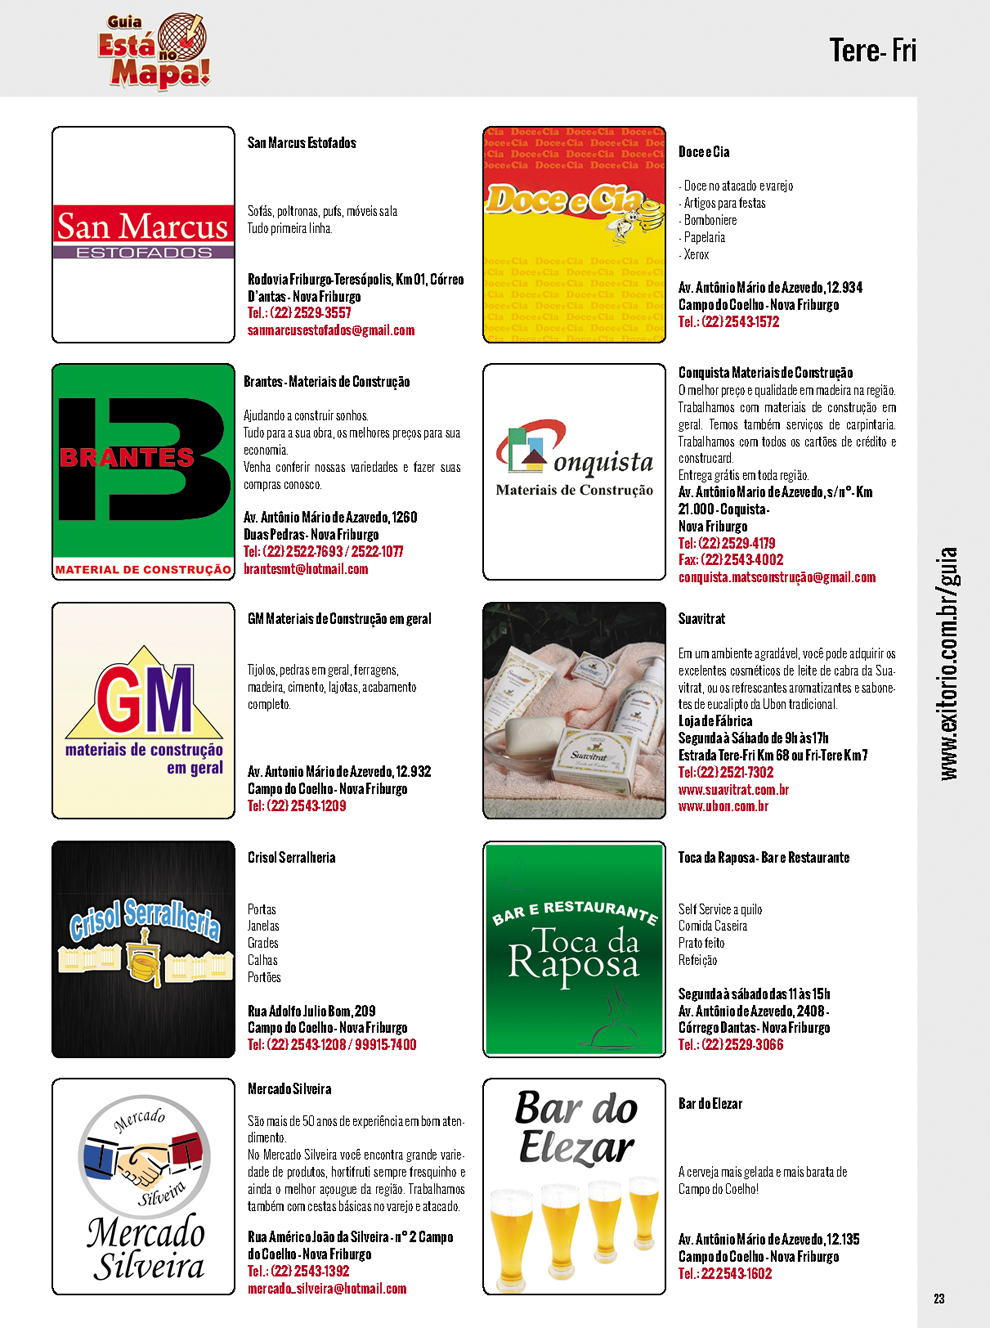 Guia
Está no
Mapa!
Tere- Fri
San Marcus
ESTOFADOS
San Marcus Estofados
Sofás, poltronas, pufs, móveis sala
Tudo primeira linha.
Rodovia Friburgo-Teresópolis, Km 01, Córreo
D'antas - Nova Friburgo
Tel.: (22) 2529-3557
sanmarcusestofados@gmail.com
Doce e Cia
Doce e Cia
- Doce no atacado e varejo
- Artigos para festas
- Bomboniere
- Papelaria
- Xerox
Av. Antônio Mário de Azevedo, 12.934
Campo do Coelho - Nova Friburgo
Tel.: (22) 2543-1572
BRANTES
MATERIAL DE CONSTRUÇÃO
Brantes - Materiais de Construção
Ajudando a construir sonhos.
Tudo para a sua obra, os melhores preços para sua
economia.
Venha conferir nossas variedades e fazer suas
compras conosco.
Av. Antônio Mário de Azavedo, 1260
Duas Pedras - Nova Friburgo
Tel: (22) 2522-7693 / 2522-1077
brantesmt@hotmail.com
onquista
Materiais de Construção
Conquista Materiais de Construção
O melhor preço e qualidade em madeira na região.
Trabalhamos com materiais de construção em
geral. Temos também serviços de carpintaria.
Trabalhamos com todos os cartões de crédito e
construcard.
Entrega grátis em toda região.
Av. Antônio Mario de Azevedo, s/nº - Km
21.000 - Coquista -
Nova Friburgo
Tel: (22) 2529-4179
Fax: (22) 2543-4002
conquista.matsconstrução@gmail.com
GM
materiais de construção
em geral
GM Materiais de Construção em geral
Tijolos, pedras em geral, ferragens,
madeira, cimento, lajotas, acabamento
completo.
Av. Antonio Mário de Azevedo, 12.932
Campo do Coelho - Nova Friburgo
Tel: (22) 2543-1209
Suavitrat
Suavitrat
Em um ambiente agradável, você pode adquirir os
excelentes cosméticos de leite de cabra da Sua-
vitrat, ou os refrescantes aromatizantes e sabone-
tes de eucalipto da Ubon tradicional.
Loja de Fábrica
Segunda à Sábado de 9h às 17h
Estrada Tere-Fri Km 68 ou Fri-Tere Km 7
Tel:(22) 2521-7302
www.suavitrat.com.br
www.ubon.com.br
Crisol Serralheria
Crisol Serralheria
Portas
Janelas
Grades
Calhas
Portões
Rua Adolfo Julio Bom, 209
Campo do Coelho - Nova Friburgo
Tel: (22) 2543-1208 / 99915-7400
BAR E RESTAURANTE
Toca da
Raposa
Toca da Raposa - Bar e Restaurante
Self Service a quilo
Comida Caseira
Prato feito
Refeição
Segunda à sábado das 11 às 15h
Av. Antônio de Azevedo, 2408 -
Córrego Dantas - Nova Friburgo
Tel.: (22) 2529-3066
Mercado
Silveira
Mercado
Silveira
Mercado Silveira
São mais de 50 anos de experiência em bom aten-
dimento.
No Mercado Silveira você encontra grande varie-
dade de produtos, hortifruti sempre fresquinho e
ainda o melhor açougue da região. Trabalhamos
também com cestas básicas no varejo e atacado.
Rua Américo João da Silveira - nº 2 Campo
do Coelho - Nova Friburgo
Tel.: (22) 2543-1392
mercado_silveira@hotmail.com
Bar do
Elezar
Bar do Elezar
A cerveja mais gelada e mais barata de
Campo do Coelho!
Av. Antônio Mário de Azevedo, 12.135
Campo do Coelho - Nova Friburgo
Tel.: 22 2543-1602
www.exitorio.com.br/guia
23